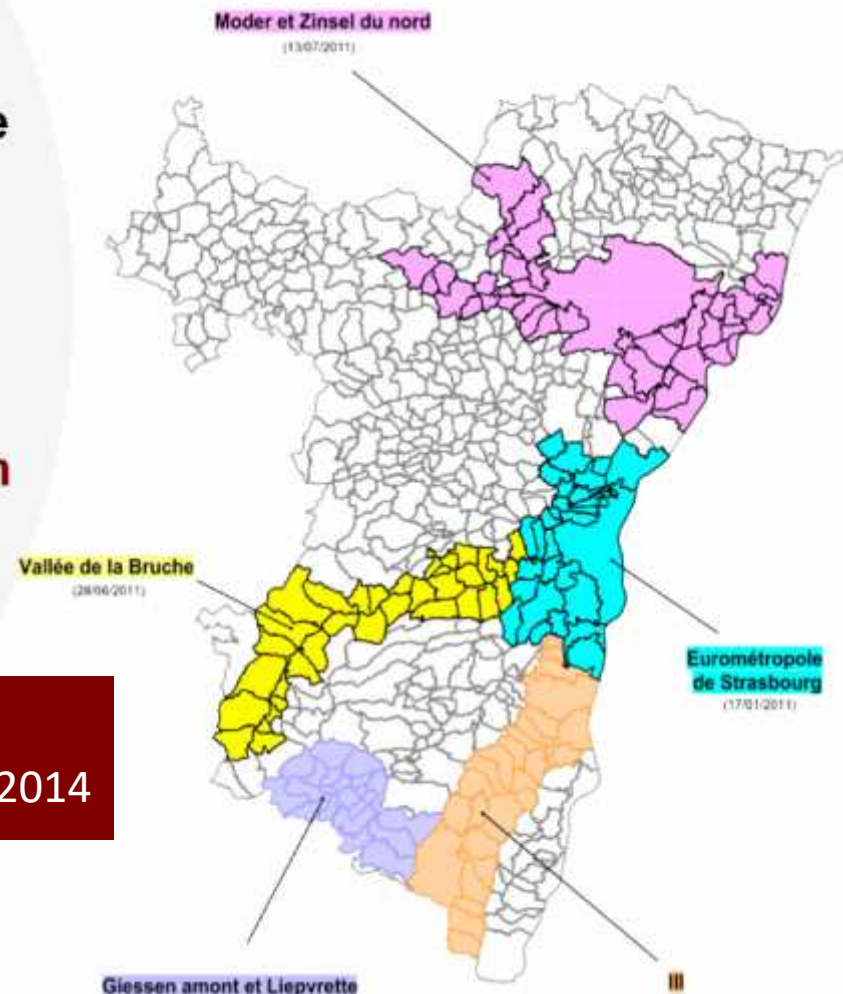 Moder et Zinsel du nord
(13/07/2011)
e
n
Vallée de la Bruche
(28/06/2011)
Eurométropole
de Strasbourg
(17/01/2011)
2014
Giessen amont et Liepvrette
Ill